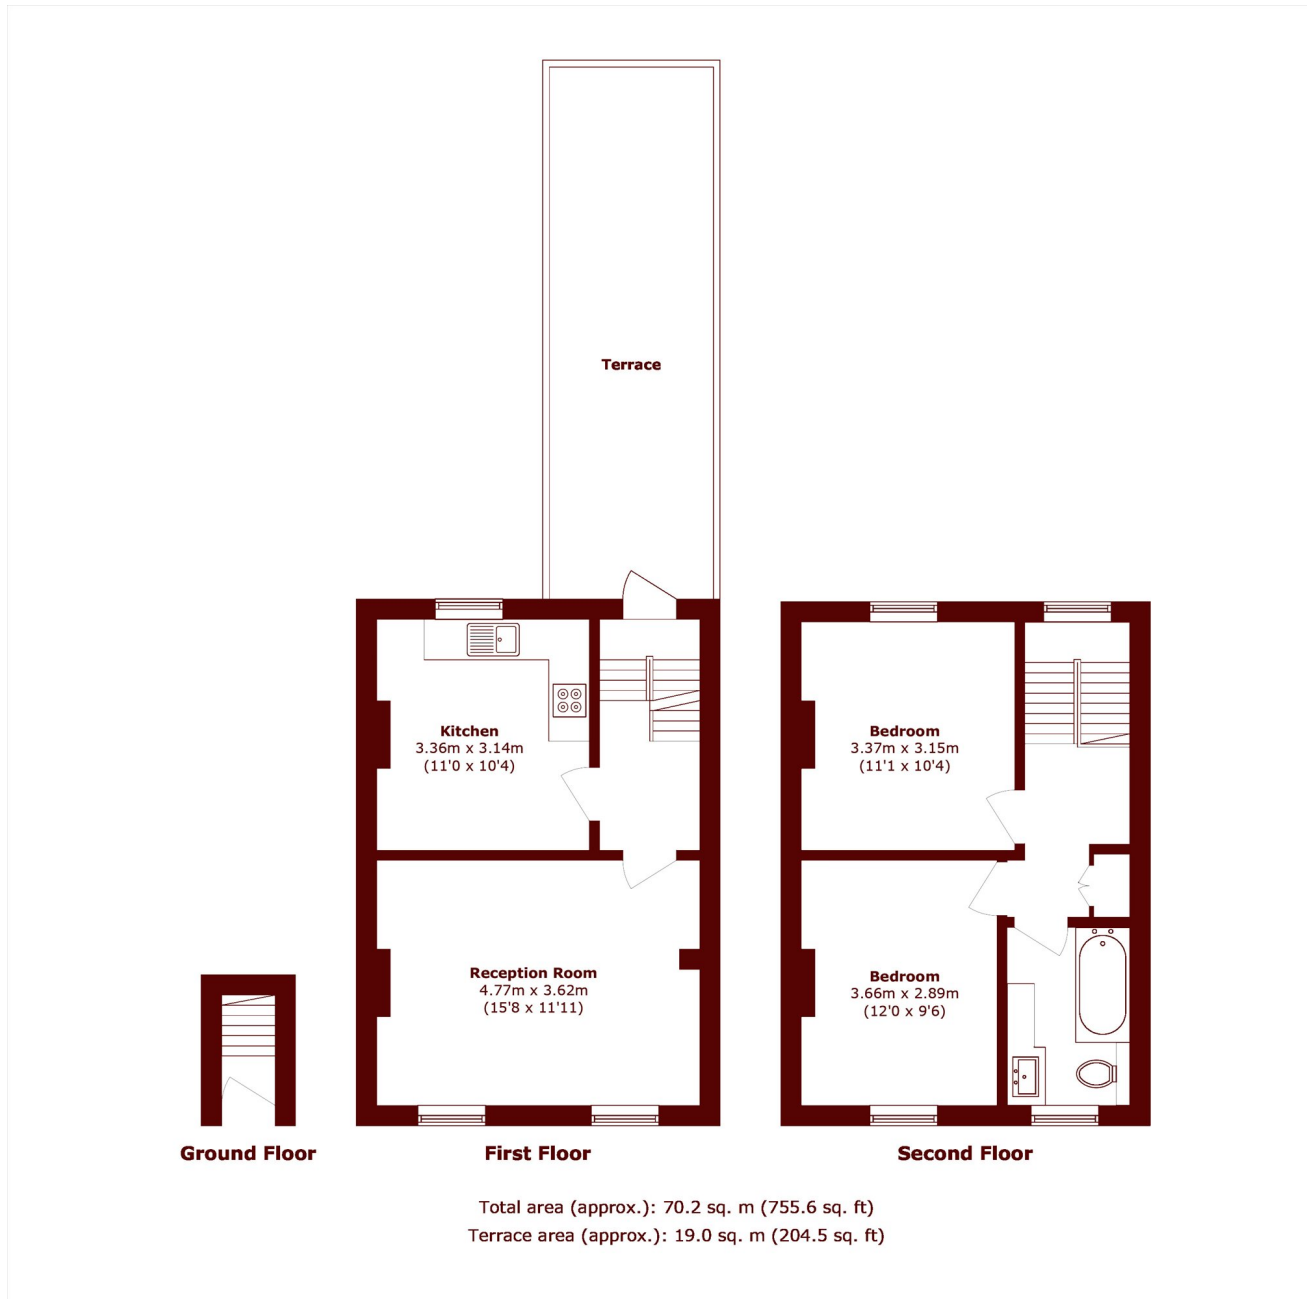 Terrace
Kitchen
3.36m x 3.14m
(11'0 x 10'4)
Bedroom
3.37m x 3.15m
(11'1 x 10'4)
Reception Room
4.77m x 3.62m
(15'8 x 11'11)
Bedroom
3.66m x 2.89m
(12'0 x 9'6)
Ground Floor
First Floor
Second Floor
Total area (approx.): 70.2 sq. m (755.6 sq. ft)
Terrace area (approx.): 19.0 sq. m (204.5 sq. ft)